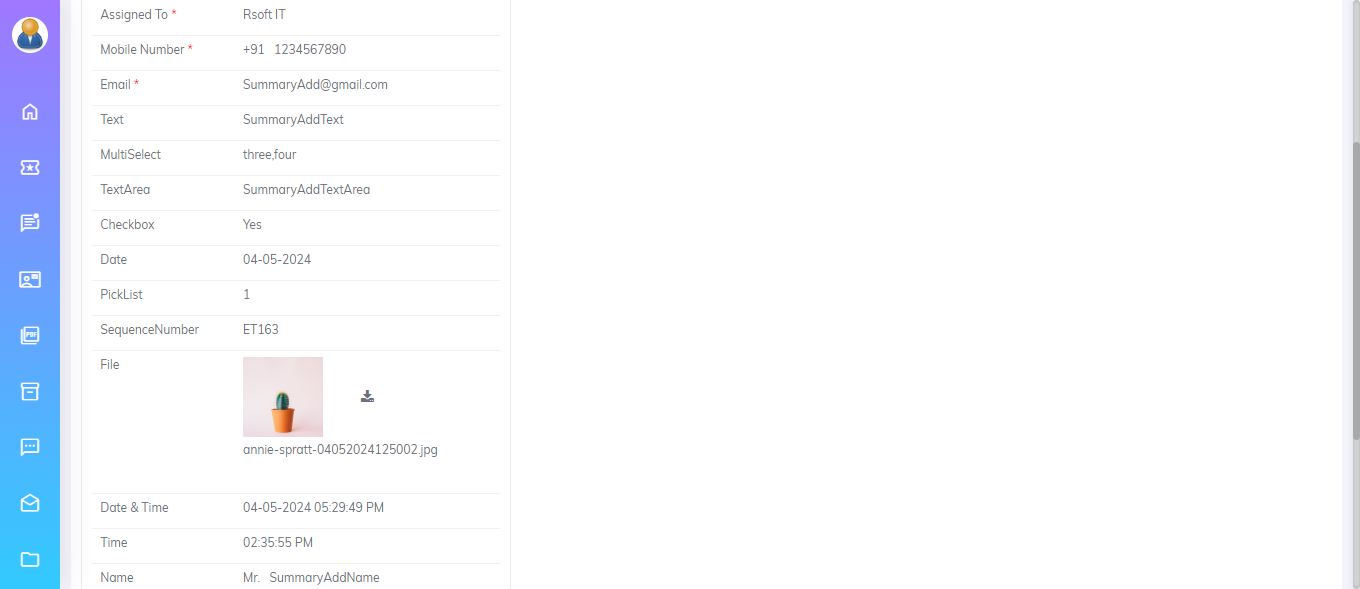 Assigned To * Rsoft IT
Mobile Number * +91 1234567890
Email * SummaryAdd@gmail.com
Text SummaryAddText
MultiSelect three,four
TextArea SummaryAddTextArea
Checkbox Yes
Date 04-05-2024
PickList 1
SequenceNumber ET163
File
annie-spratt-04052024125002.jpg
Date & Time 04-05-2024 05:29:49 PM
Time 02:35:55 PM
Name Mr. SummaryAddName
PDF